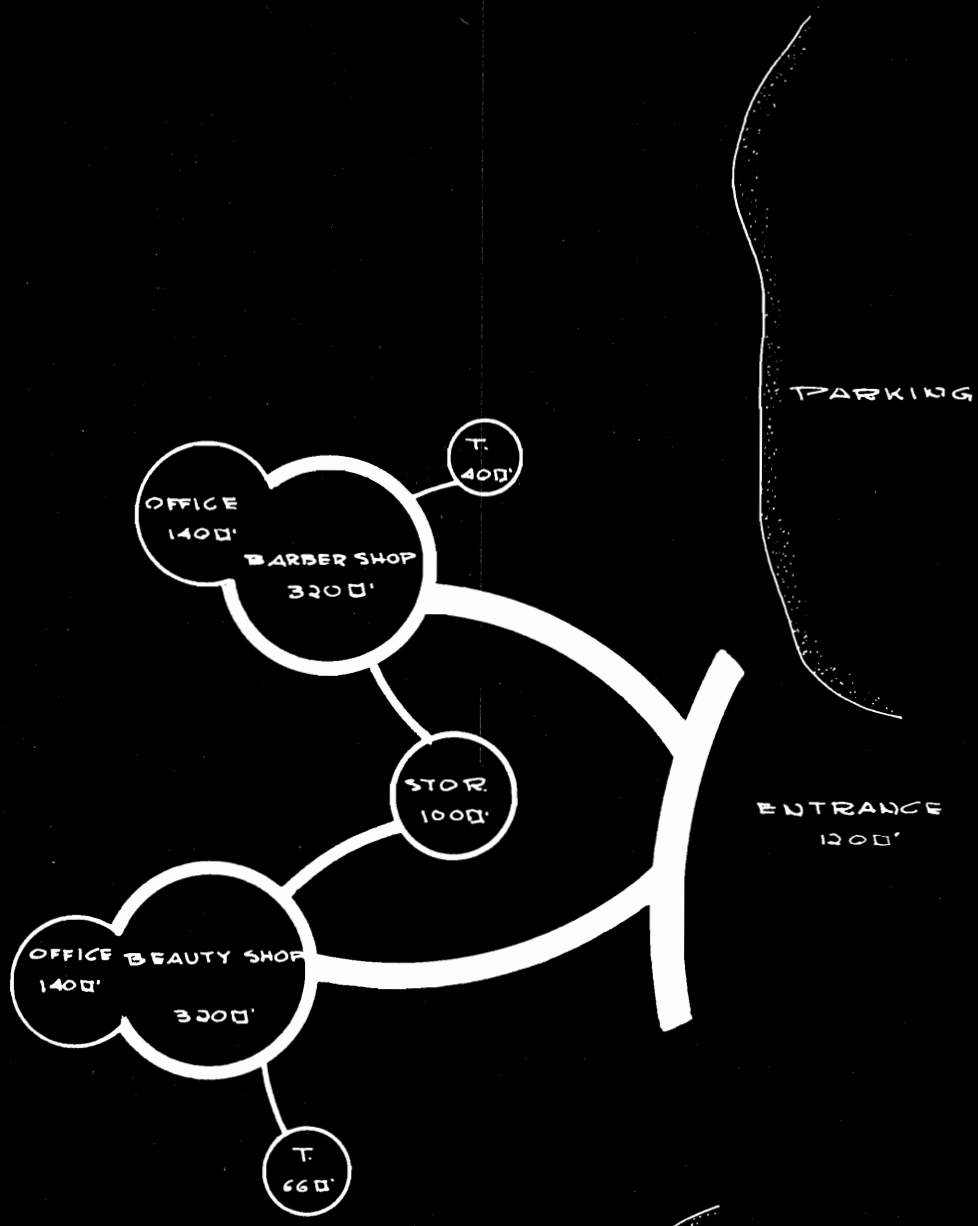 PARKING
T.
40□'
OFFICE
140□'
BARBER SHOP
320□'
STOR.
100□'
ENTRANCE
120□'
OFFICE
140□'
BEAUTY SHOP
320□'
T.
66□'